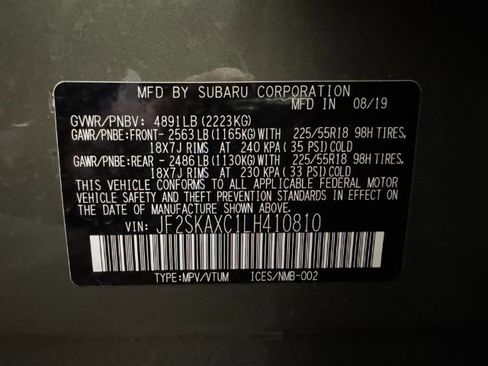 MFD BY SUBARU CORPORATION
MFD IN JAPAN 08/19
GVWR/PNBV: 4891LB (2223KG)
GAWR/PNBE:FRONT- 2563LB (1165KG)WITH 225/55R18 98H TIRES,
18X7J RIMS AT 240 KPA( 35 PSI)COLD
GAWR/PNBE:REAR - 2486LB (1130KG)WITH 225/55R18 98H TIRES,
18X7J RIMS AT 230 KPA( 33 PSI)COLD
THIS VEHICLE CONFORMS TO ALL APPLICABLE FEDERAL MOTOR
VEHICLE SAFETY AND THEFT PREVENTION STANDARDS IN EFFECT
ON THE DATE OF MANUFACTURE SHOWN ABOVE.
VIN: JF2SKAXC1LH410810
TYPE:MPV/VTUM ICES/NMB-002